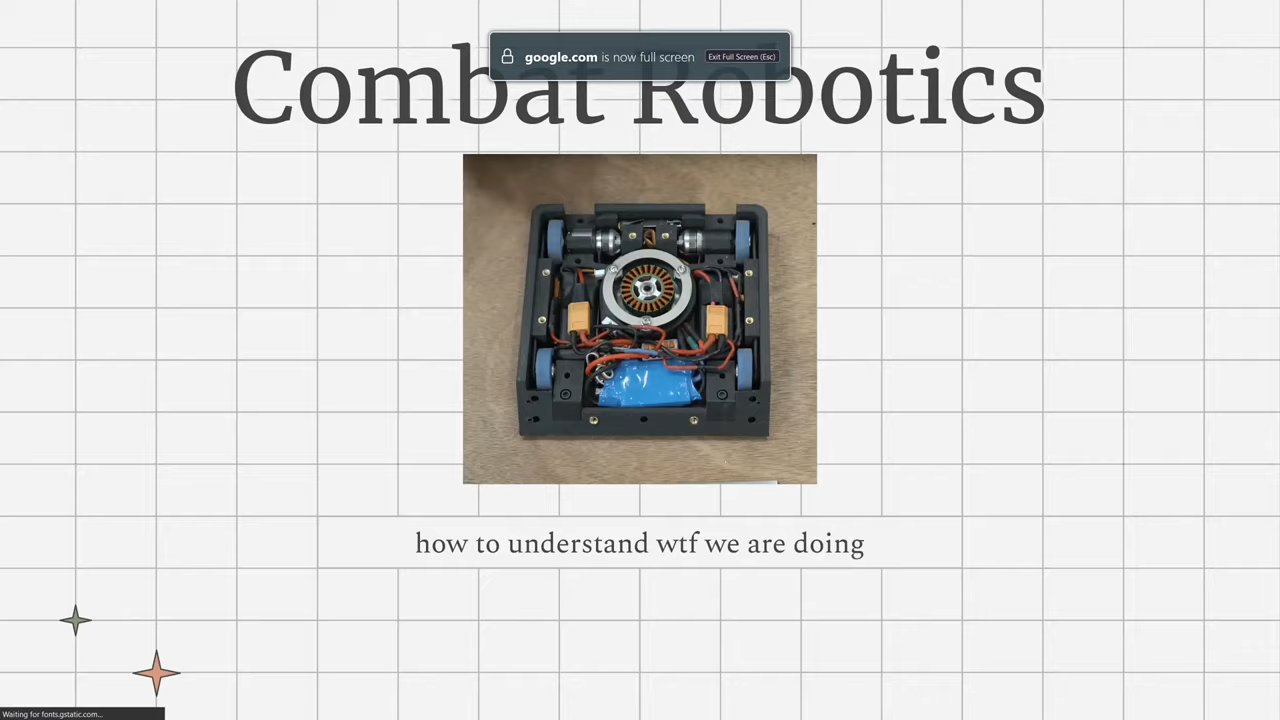 google.com is now full screen Exit Full Screen (Esc)
Combat Robotics
how to understand wtf we are doing
Waiting for fonts.gstatic.com...